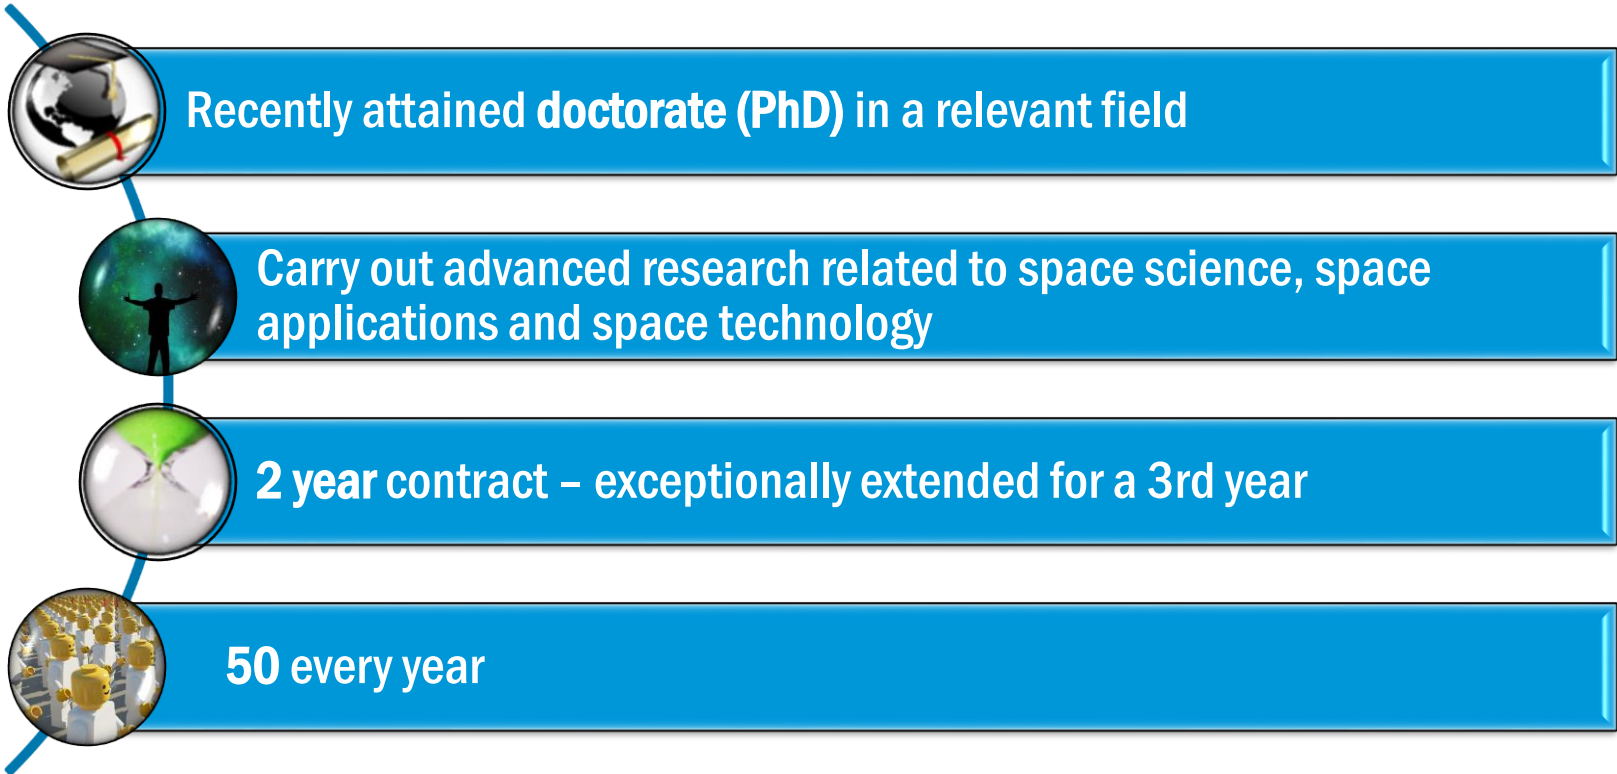 Recently attained doctorate (PhD) in a relevant field
Carry out advanced research related to space science, space
applications and space technology
2 year contract – exceptionally extended for a 3rd year
50 every year